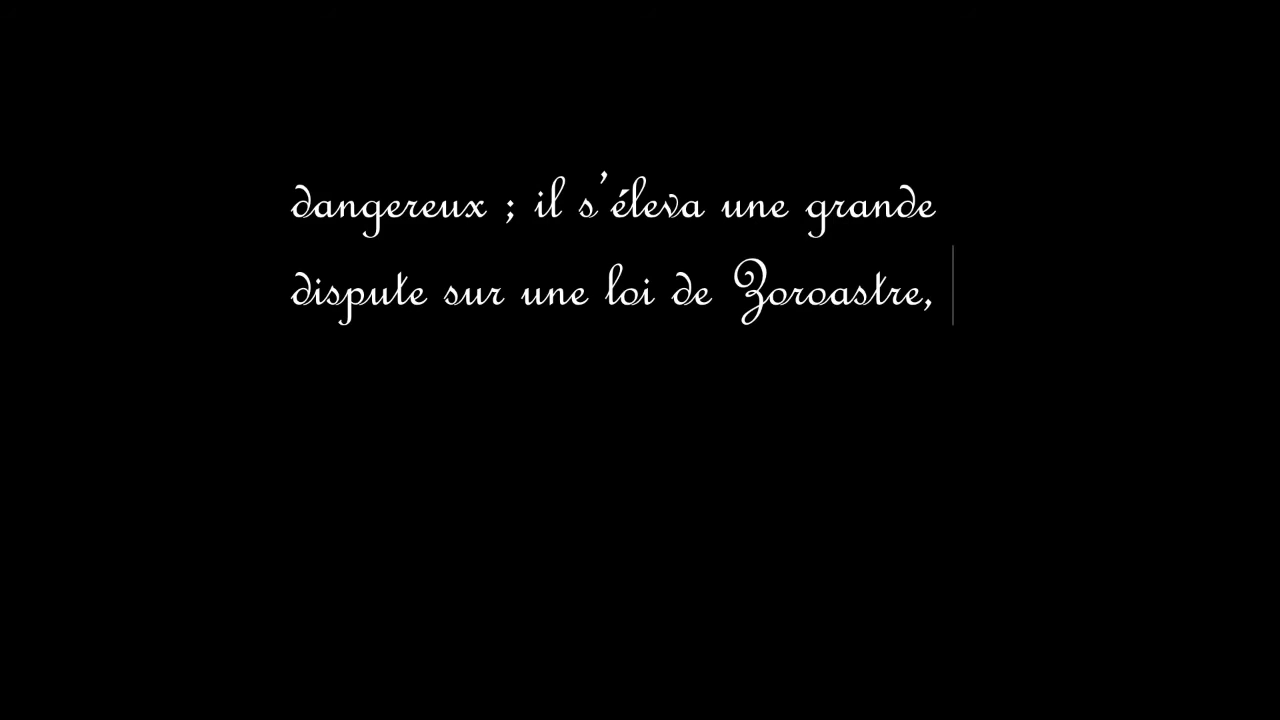 dangereux ; il s'éleva une grande
dispute sur une loi de Zoroastre,